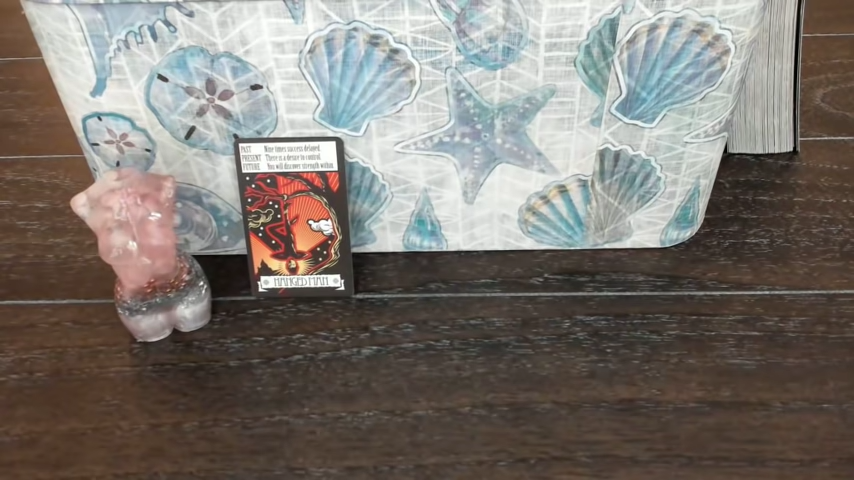 PAST Nine times success delayed.
PRESENT There is a desire to control.
FUTURE You will discover strength within
HANGED MAN